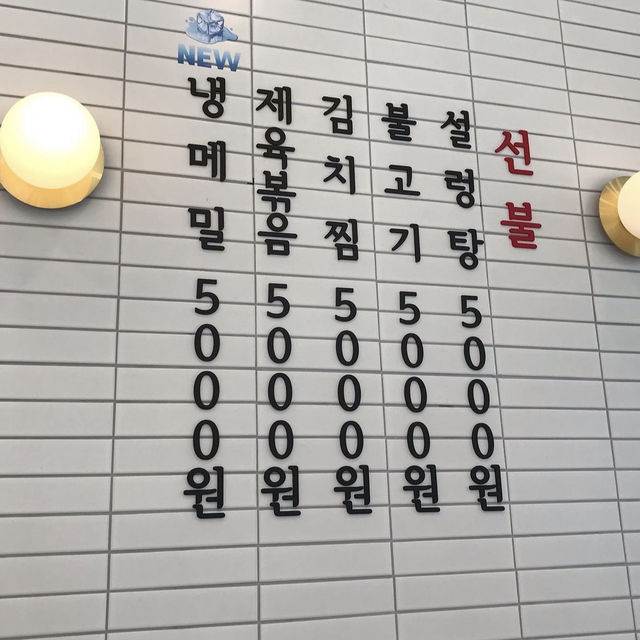 선불
설렁탕 5000원
불고기 5000원
김치찜 5000원
제육볶음 5000원
NEW
냉메밀 5000원